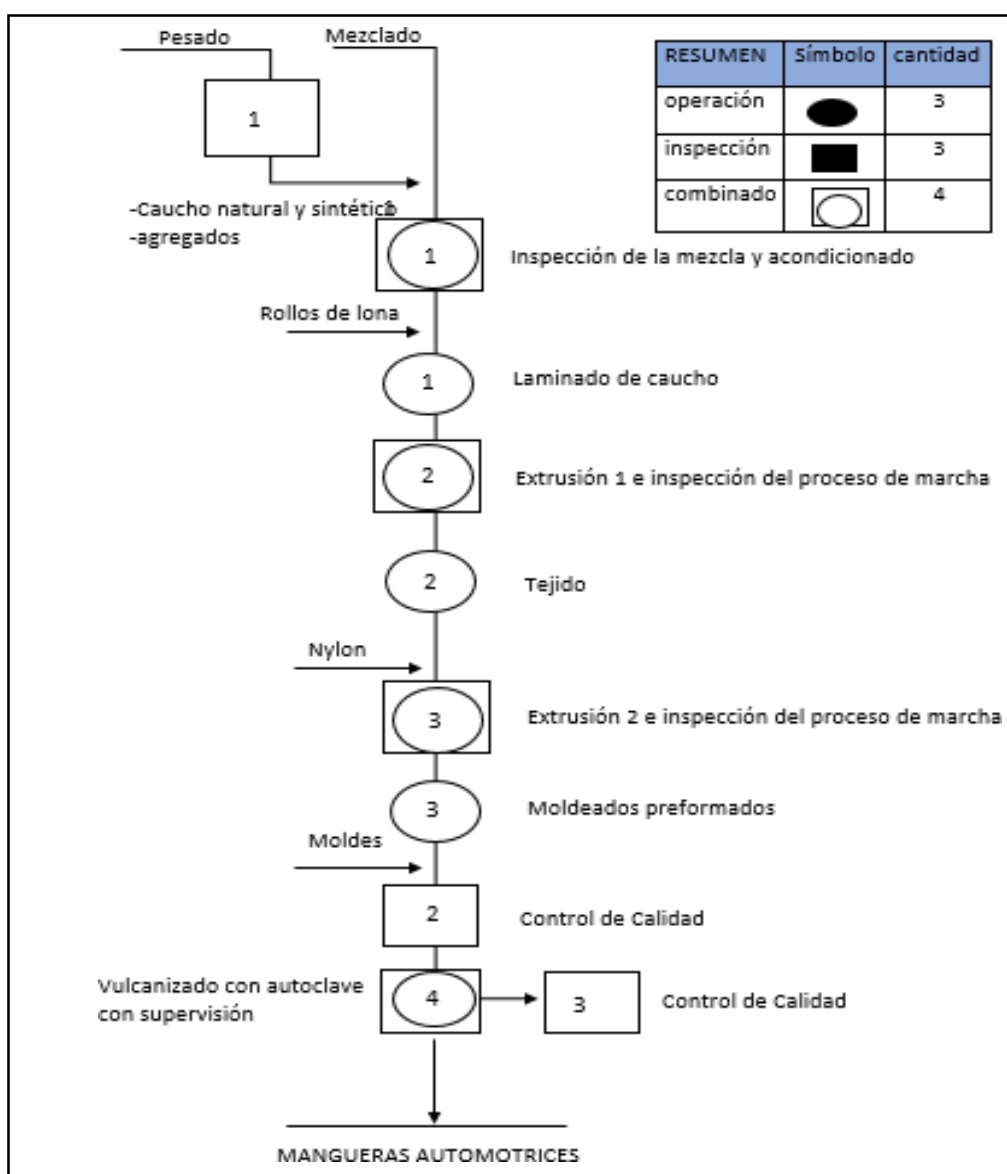 Pesado
Mezclado
RESUMEN Símbolo cantidad
operación 3
inspección 3
combinado 4
1
-Caucho natural y sintético
-agregados
1 Inspección de la mezcla y acondicionado
Rollos de lona
1 Laminado de caucho
2 Extrusión 1 e inspección del proceso de marcha
2 Tejido
Nylon
3 Extrusión 2 e inspección del proceso de marcha
3 Moldeados preformados
Moldes
2 Control de Calidad
Vulcanizado con autoclave
con supervisión
4
3 Control de Calidad
MANGUERAS AUTOMOTRICES